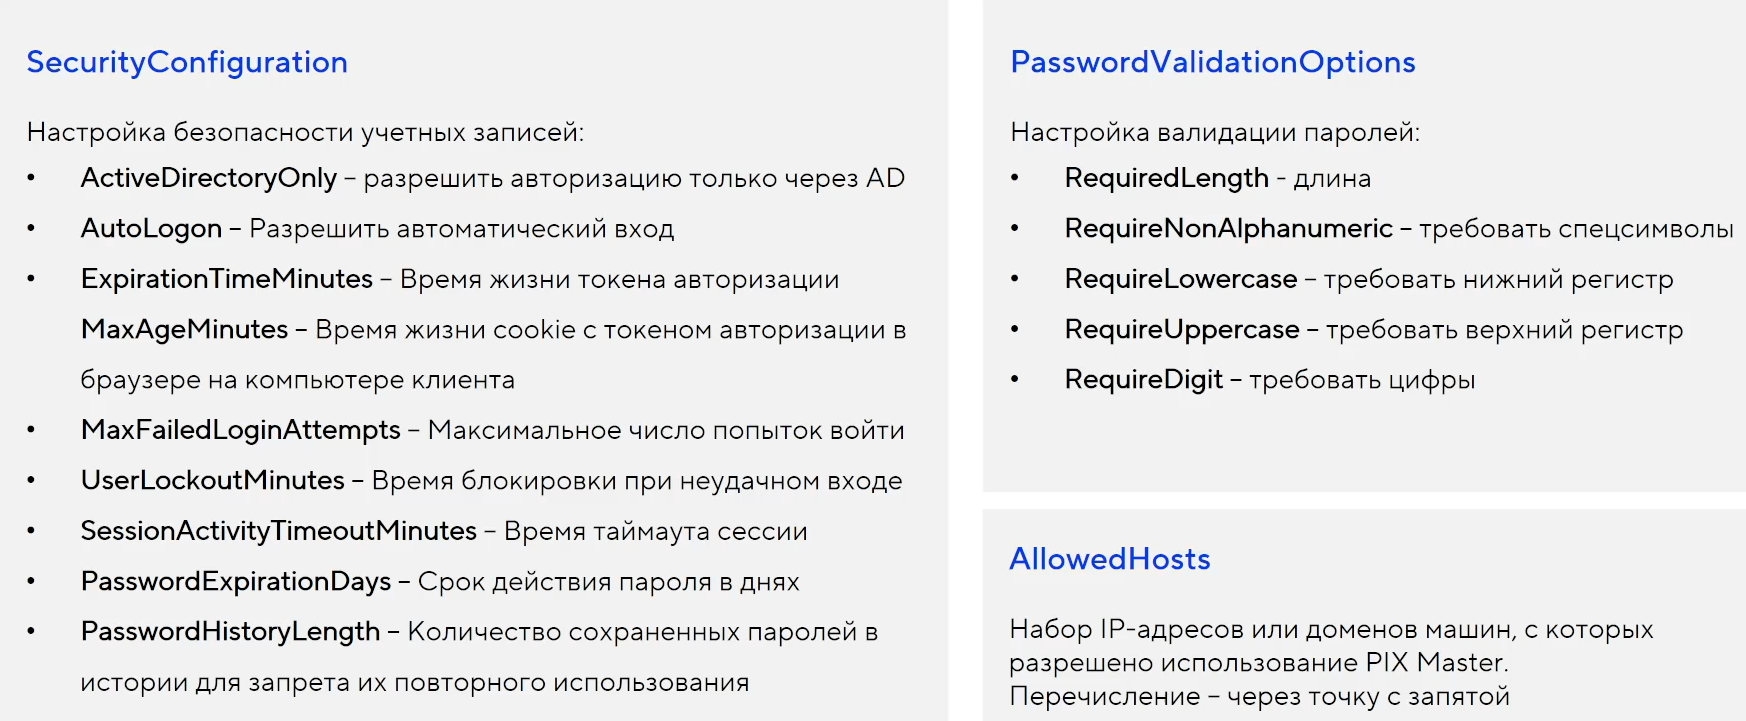 SecurityConfiguration
Настройка безопасности учетных записей:
• ActiveDirectoryOnly – разрешить авторизацию только через AD
• AutoLogon – Разрешить автоматический вход
• ExpirationTimeMinutes – Время жизни токена авторизации
MaxAgeMinutes – Время жизни cookie с токеном авторизации в
браузере на компьютере клиента
• MaxFailedLoginAttempts – Максимальное число попыток войти
• UserLockoutMinutes – Время блокировки при неудачном входе
• SessionActivityTimeoutMinutes – Время таймаута сессии
• PasswordExpirationDays – Срок действия пароля в днях
• PasswordHistoryLength – Количество сохраненных паролей в
истории для запрета их повторного использования
PasswordValidationOptions
Настройка валидации паролей:
• RequiredLength - длина
• RequireNonAlphanumeric – требовать спецсимволы
• RequireLowercase – требовать нижний регистр
• RequireUppercase – требовать верхний регистр
• RequireDigit – требовать цифры
AllowedHosts
Набор IP-адресов или доменов машин, с которых
разрешено использование PIX Master.
Перечисление – через точку с запятой